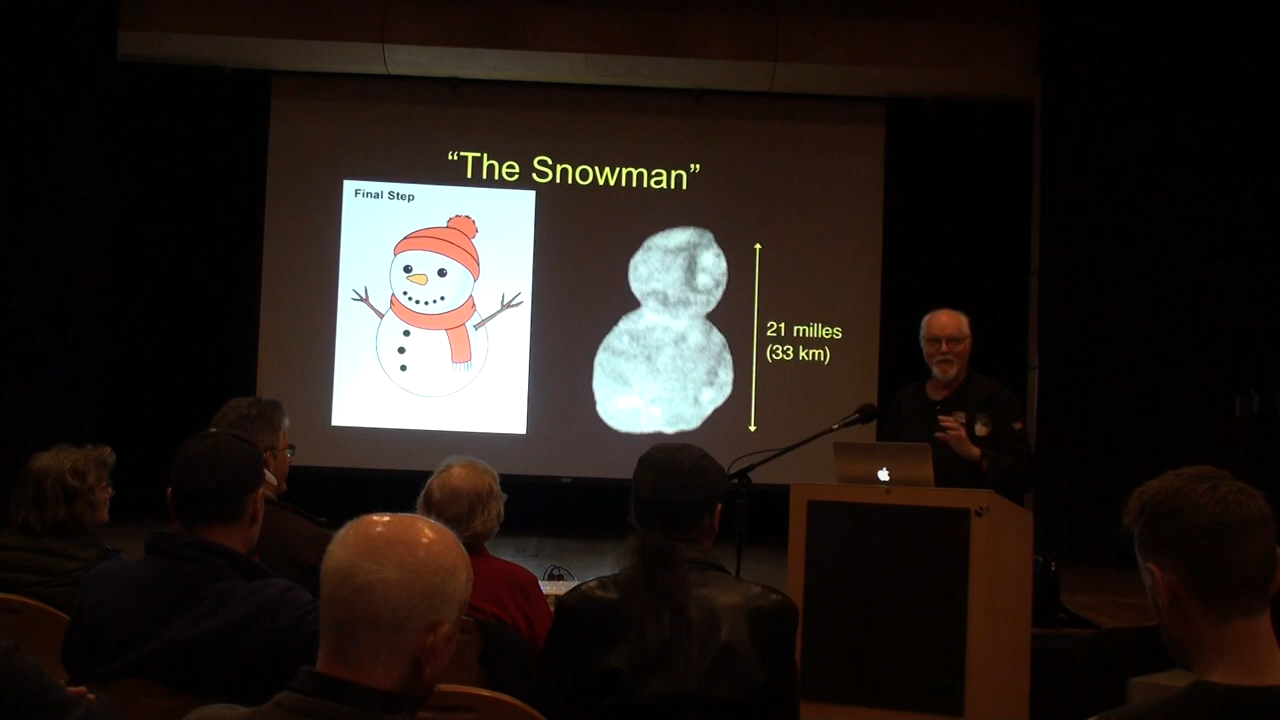 “The Snowman”
Final Step
21 milles
(33 km)